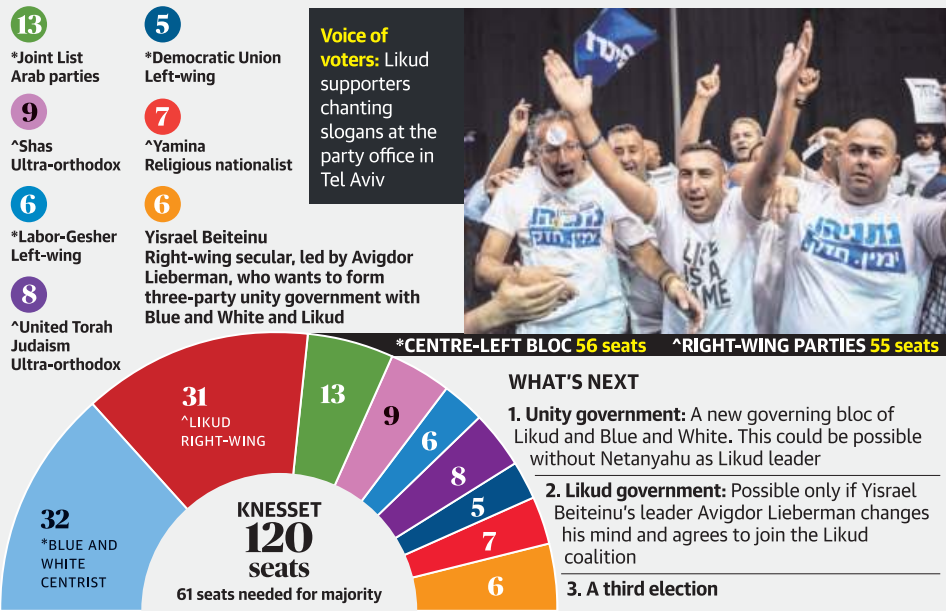 13
*Joint List
Arab parties
5
*Democratic Union
Left-wing
9
^Shas
Ultra-orthodox
7
^Yamina
Religious nationalist
6
*Labor-Gesher
Left-wing
6
Yisrael Beiteinu
Right-wing secular, led by Avigdor
Lieberman, who wants to form
three-party unity government with
Blue and White and Likud
8
^United Torah
Judaism
Ultra-orthodox
Voice of
voters: Likud
supporters
chanting
slogans at the
party office in
Tel Aviv
נתניהו
LIFE
IS A
נתניהו
*CENTRE-LEFT BLOC 56 seats
^RIGHT-WING PARTIES 55 seats
32
*BLUE AND
WHITE
CENTRIST
31
^LIKUD
RIGHT-WING
13
9
6
8
5
7
6
KNESSET
120
seats
61 seats needed for majority
WHAT'S NEXT
1. Unity government: A new governing bloc of
Likud and Blue and White. This could be possible
without Netanyahu as Likud leader
2. Likud government: Possible only if Yisrael
Beiteinu's leader Avigdor Lieberman changes
his mind and agrees to join the Likud
coalition
3. A third election